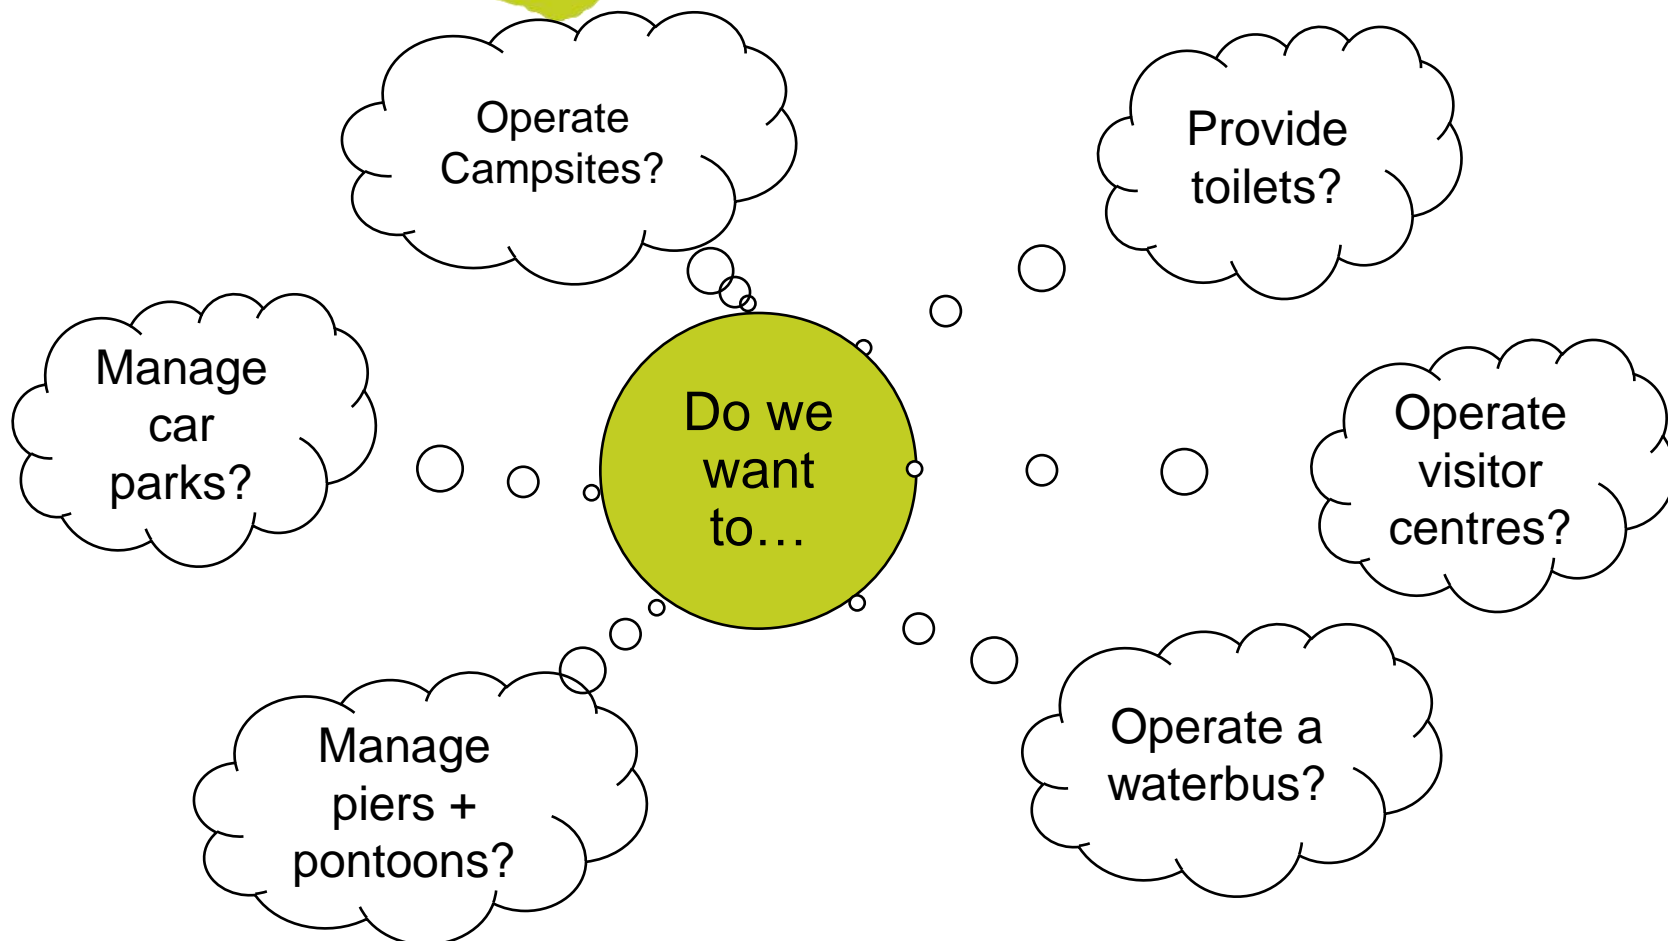 Operate
Campsites?
Provide
toilets?
Manage
car
parks?
Do we
want
to…
Operate
visitor
centres?
Manage
piers +
pontoons?
Operate a
waterbus?